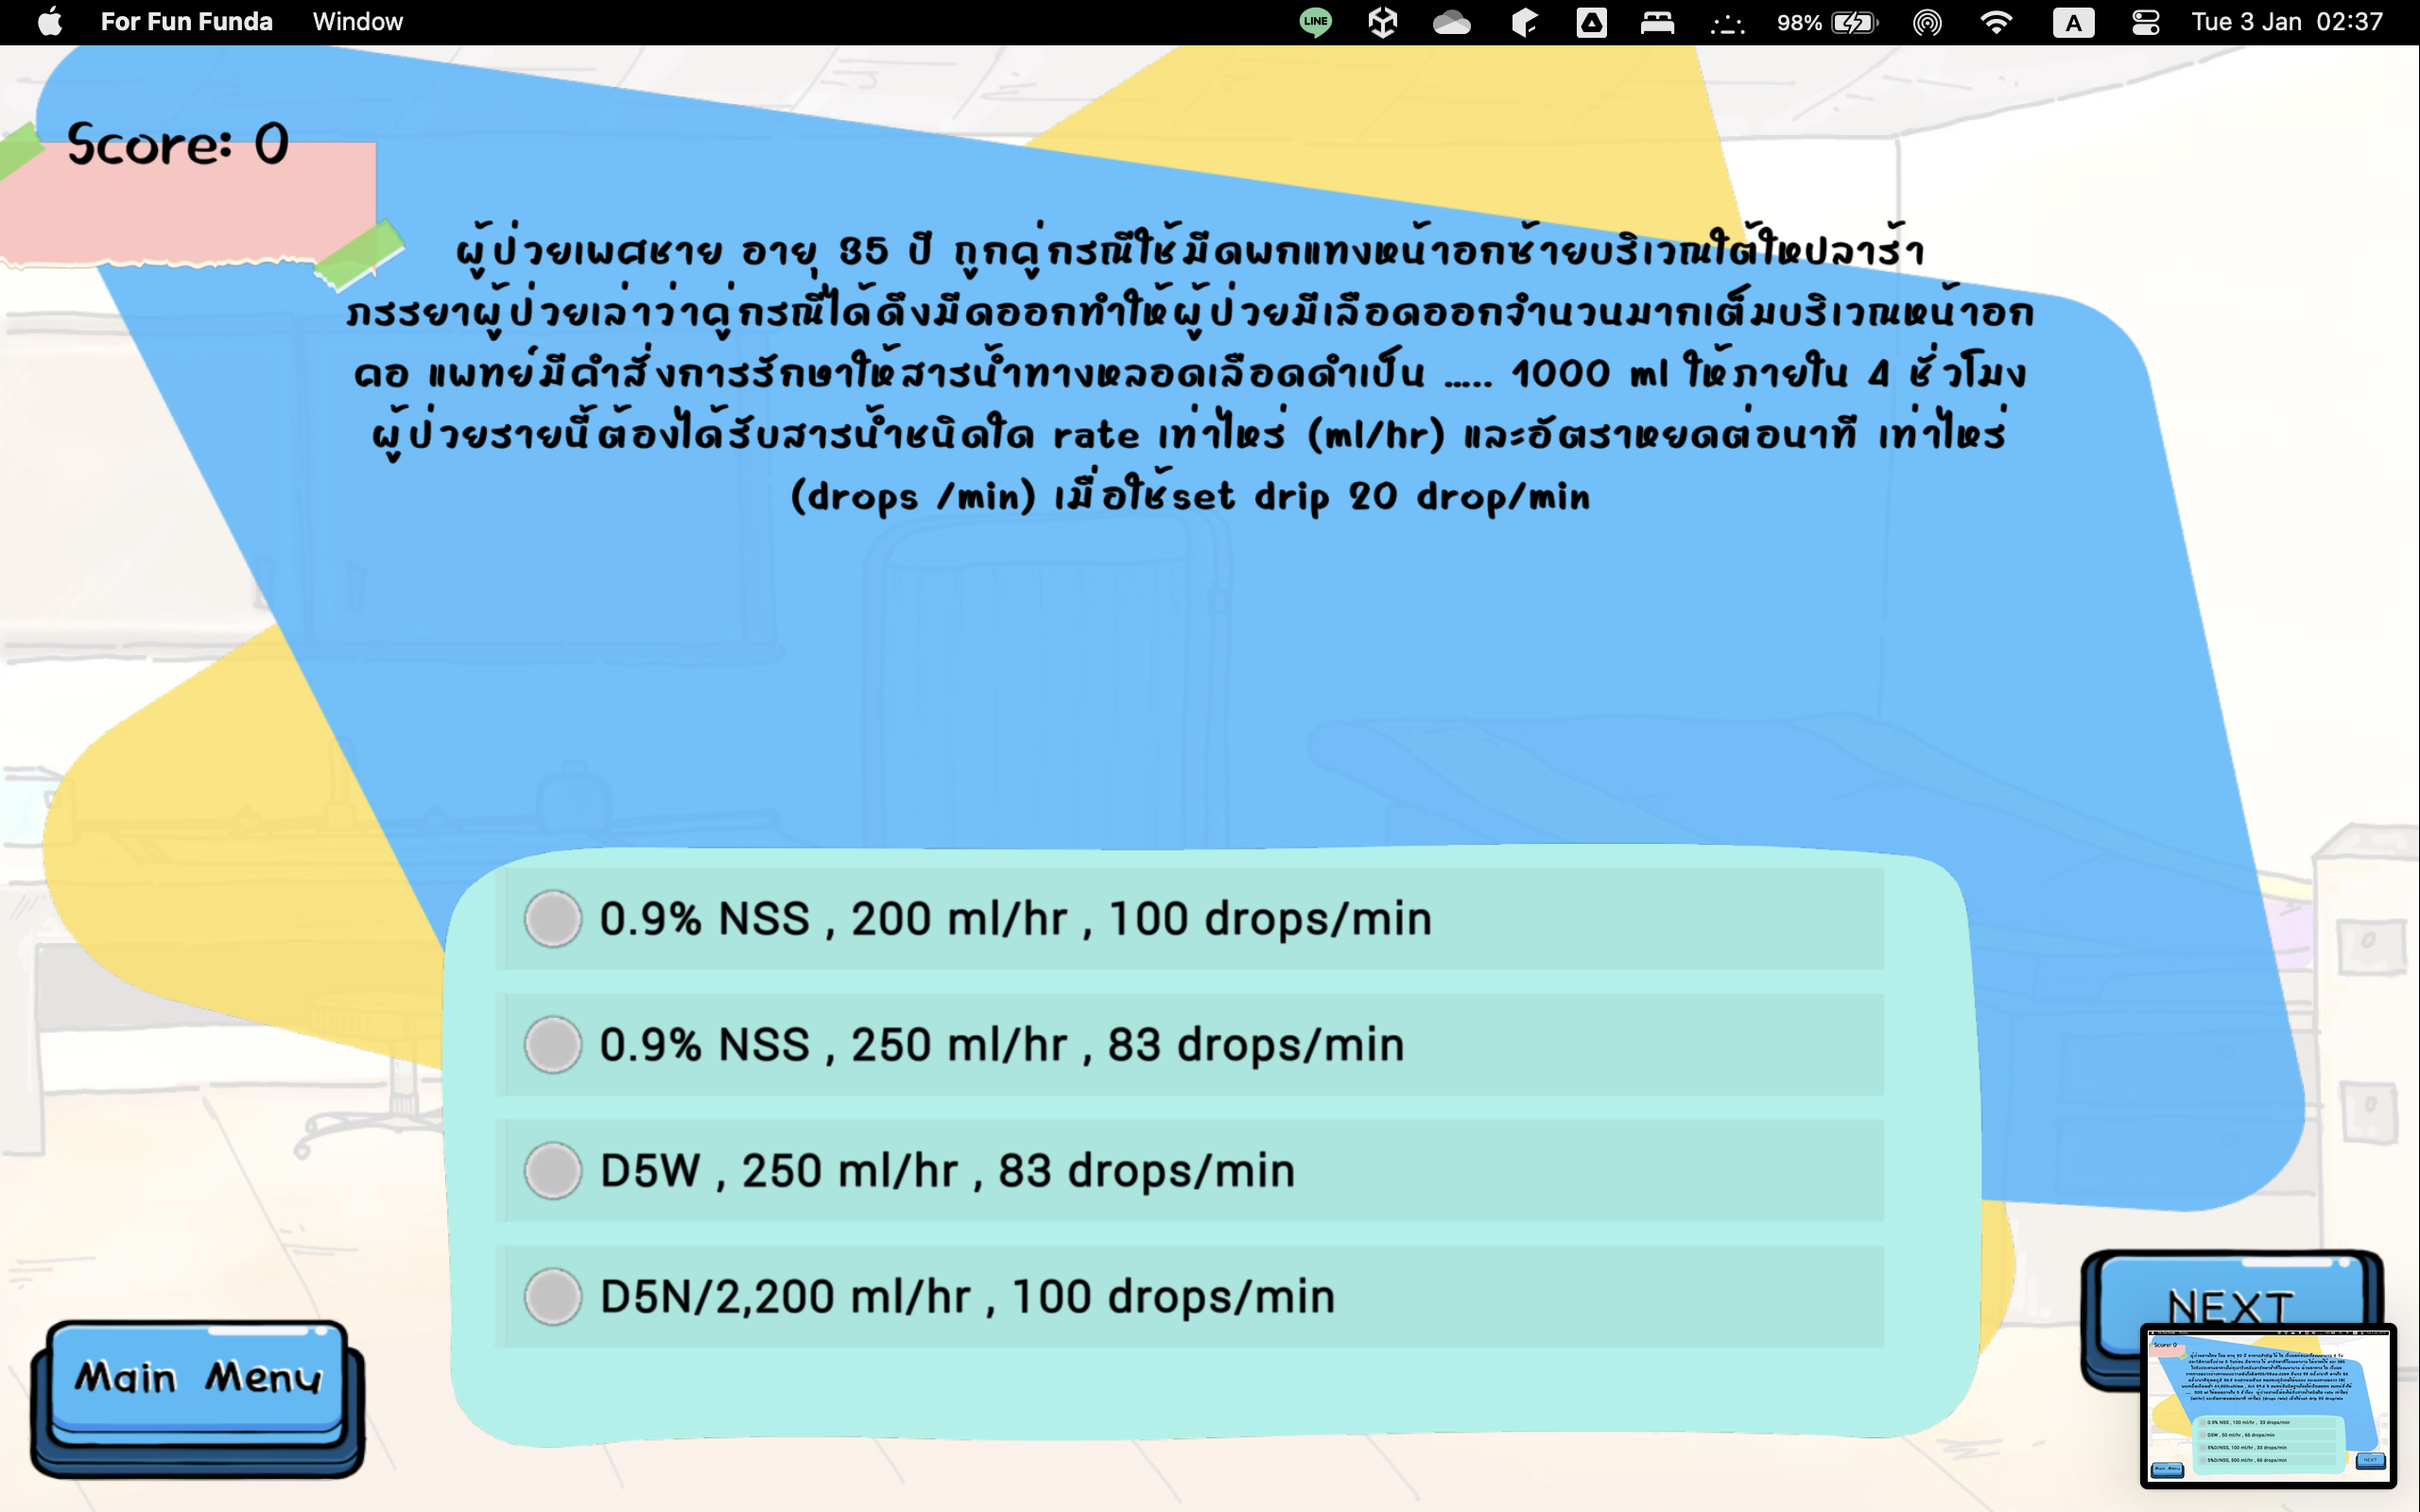 For Fun Funda Window LINE 98% A Tue 3 Jan 02:37
Score: 0
ผู้ป่วยเพศชาย อายุ 35 ปี ถูกคู่กรณีใช้มีดพกแทงหน้าอกซ้ายบริเวณใต้ไหปลาร้า
ภรรยาผู้ป่วยเล่าว่าคู่กรณีได้ดึงมีดออกทำให้ผู้ป่วยมีเลือดออกจำนวนมากเต็มบริเวณหน้าอก
คอ แพทย์มีคำสั่งการรักษาให้สารน้ำทางหลอดเลือดดำเป็น ..... 1000 ml ให้ภายใน 4 ชั่วโมง
ผู้ป่วยรายนี้ต้องได้รับสารน้ำชนิดใด rate เท่าไหร่ (ml/hr) และอัตราหยดต่อนาที เท่าไหร่
(drops /min) เมื่อใช้set drip 20 drop/min
0.9% NSS , 200 ml/hr , 100 drops/min
0.9% NSS , 250 ml/hr , 83 drops/min
D5W , 250 ml/hr , 83 drops/min
D5N/2,200 ml/hr , 100 drops/min
Main Menu
NEXT